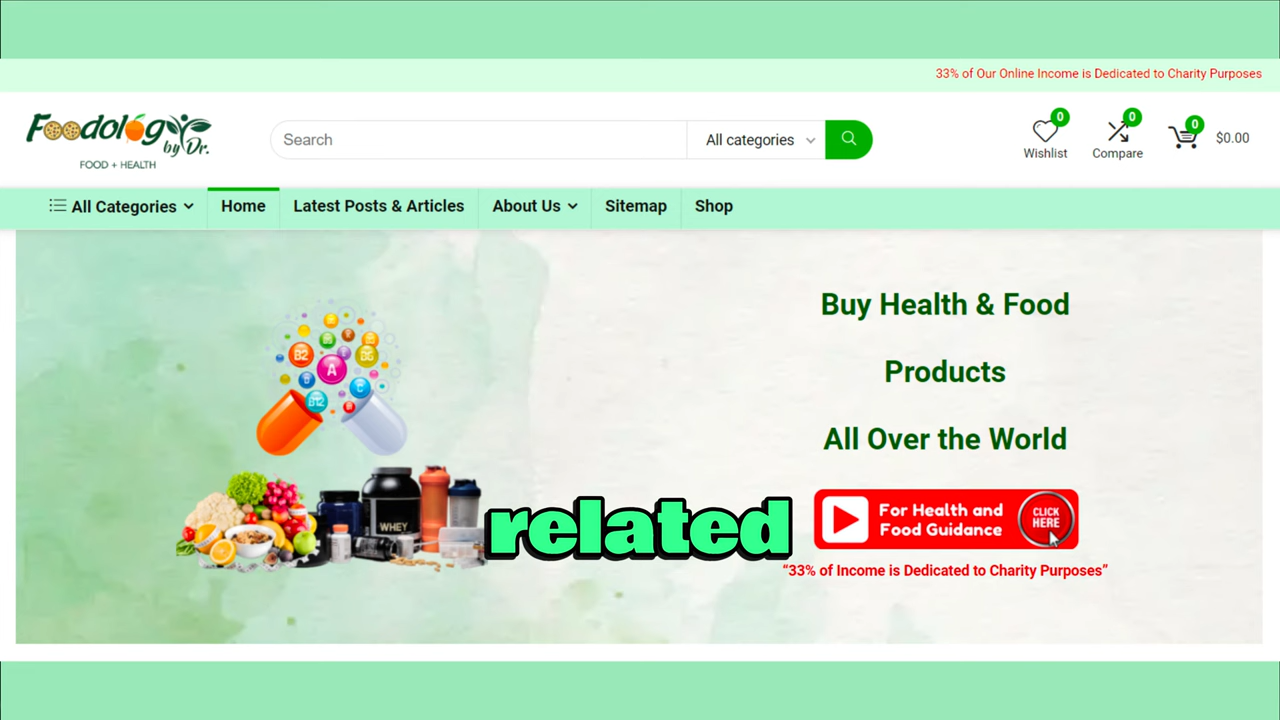 33% of Our Online Income is Dedicated to Charity Purposes
Foodology
by Dr.
FOOD + HEALTH
Search
All categories
0
0
0
Wishlist
Compare
$0.00
All Categories
Home
Latest Posts & Articles
About Us
Sitemap
Shop
Buy Health & Food
Products
All Over the World
B2
A
B6
C
B12
WHEY
related
For Health and
Food Guidance
CLICK
HERE
“33% of Income is Dedicated to Charity Purposes”